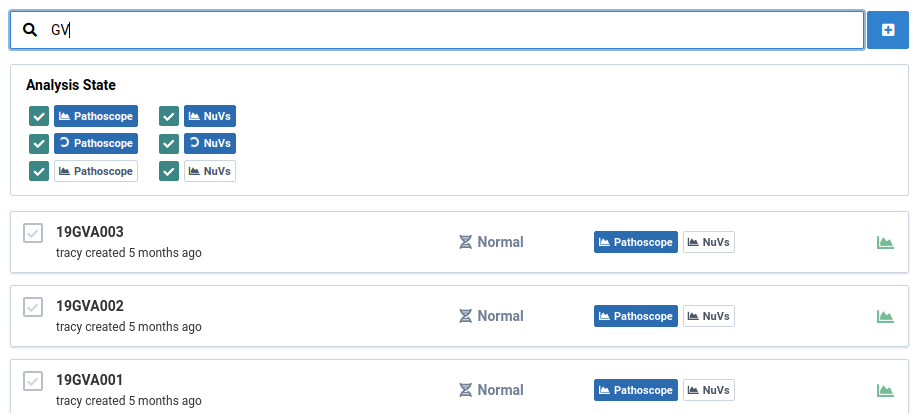 GV
Analysis State
Pathoscope NuVs
Pathoscope NuVs
Pathoscope NuVs
19GVA003
tracy created 5 months ago
Normal
Pathoscope NuVs
19GVA002
tracy created 5 months ago
Normal
Pathoscope NuVs
19GVA001
tracy created 5 months ago
Normal
Pathoscope NuVs